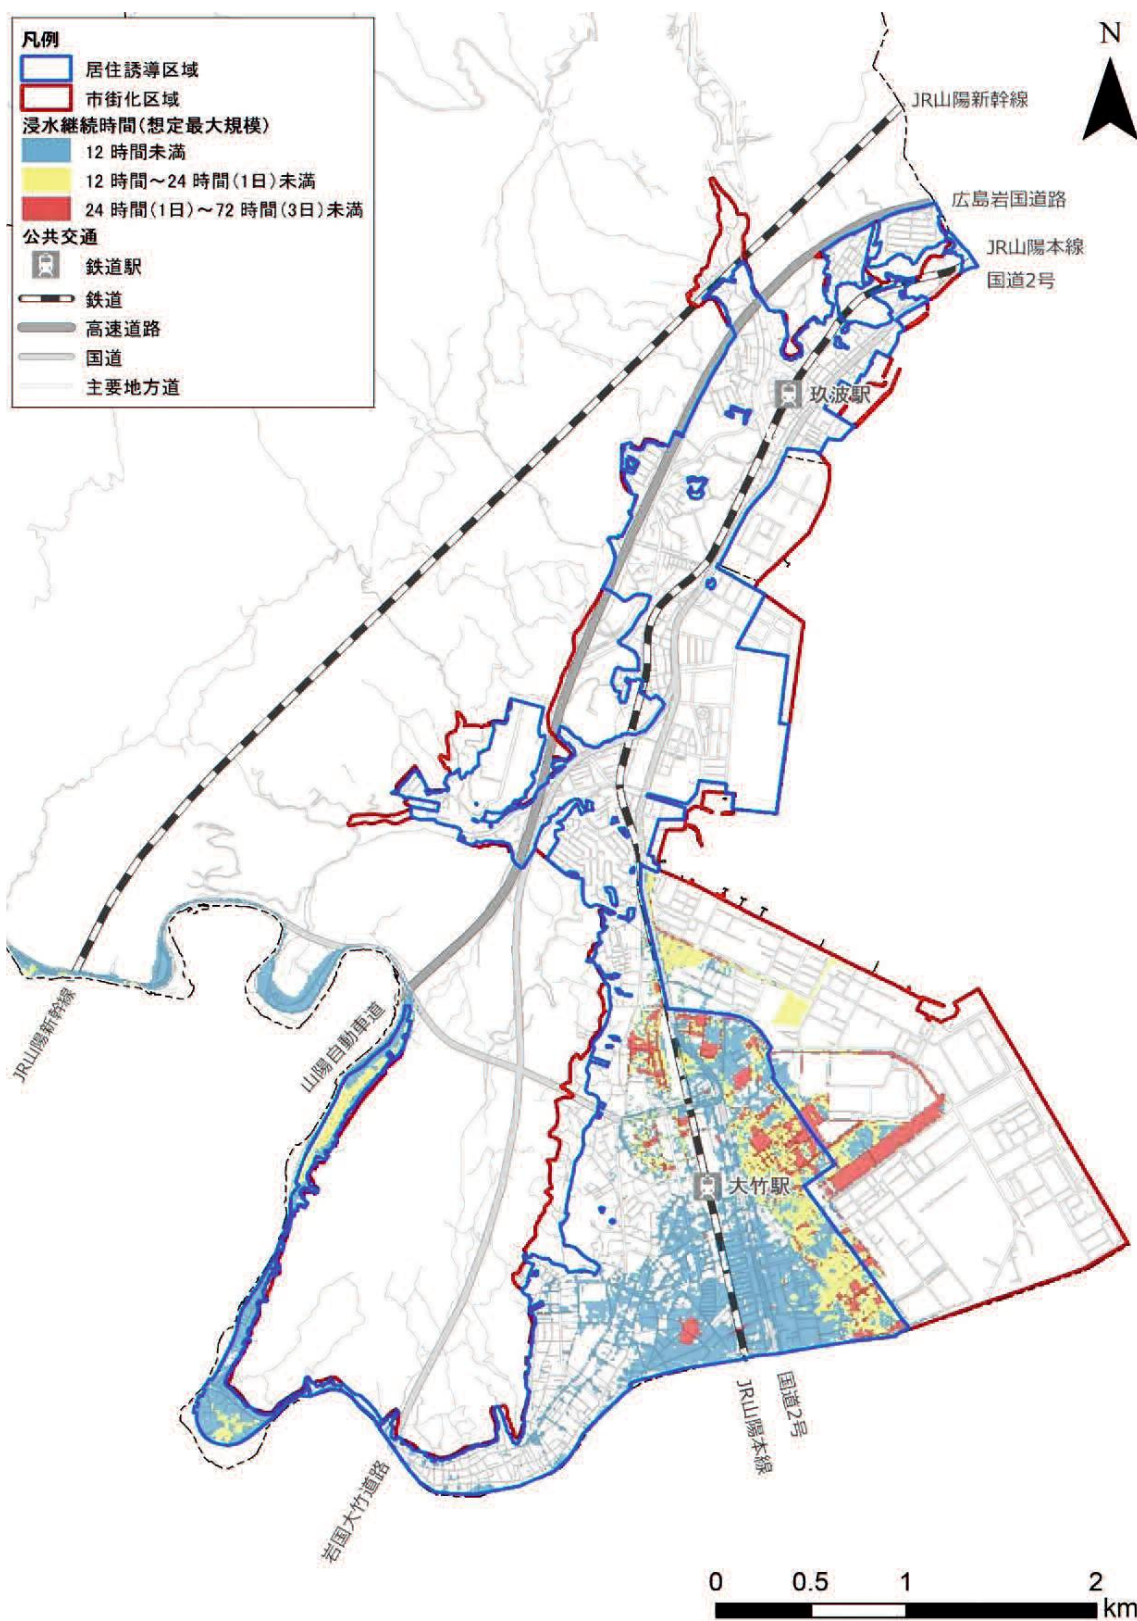 凡例
居住誘導区域
市街化区域
浸水継続時間(想定最大規模)
12 時間未満
12 時間～24 時間(1日)未満
24 時間(1日)～72 時間(3日)未満
公共交通
鉄道駅
鉄道
高速道路
国道
主要地方道
N
JR山陽新幹線
広島岩国道路
JR山陽本線
国道2号
玖波駅
JR山陽新幹線
山陽自動車道
大竹駅
国道2号
JR山陽本線
岩国大竹道路
0 0.5 1 2
km